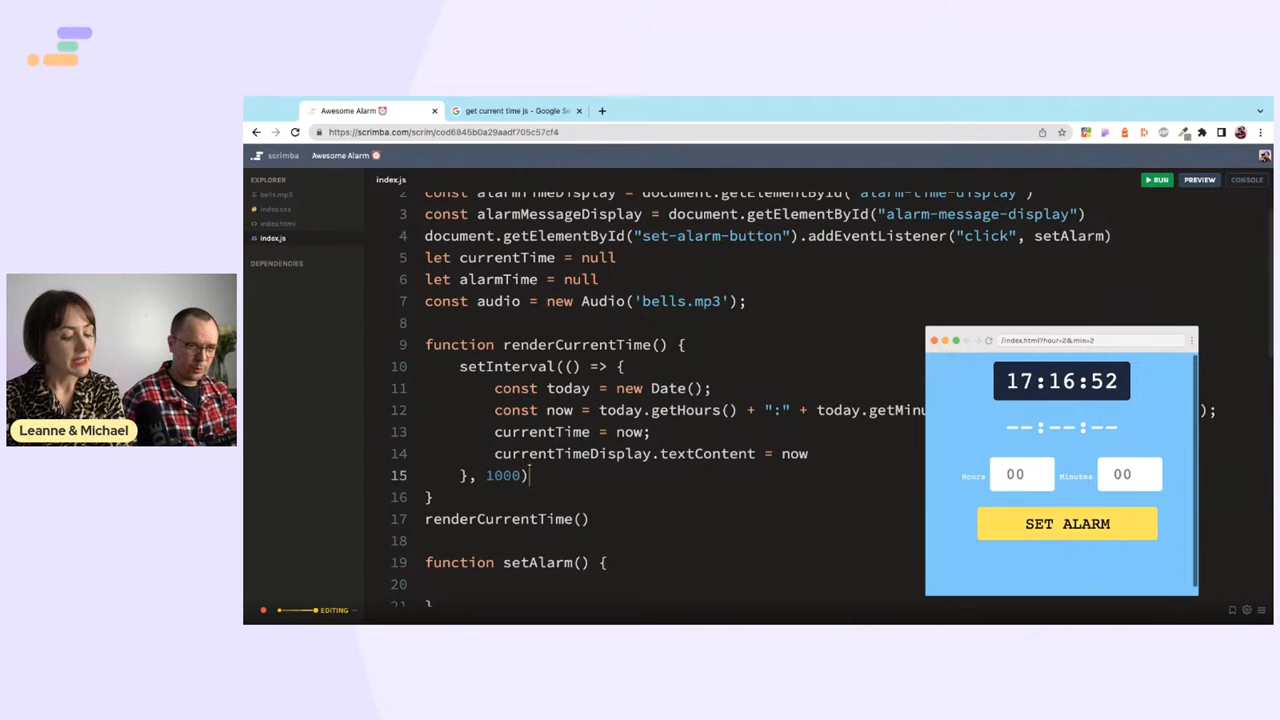 Awesome Alarm ⏰
get current time js - Google Se
https://scrimba.com/scrim/cod6845b0a29aadf705c57cf4
scrimba
Awesome Alarm ⏰
EXPLORER
bells.mp3
index.css
index.html
index.js
DEPENDENCIES
index.js
RUN
PREVIEW
CONSOLE
2 const alarmTimeDisplay = document.getElementById("alarm-time-display")
3 const alarmMessageDisplay = document.getElementById("alarm-message-display")
4 document.getElementById("set-alarm-button").addEventListener("click", setAlarm)
5 let currentTime = null
6 let alarmTime = null
7 const audio = new Audio('bells.mp3');
8
9 function renderCurrentTime() {
10 setInterval(() => {
11 const today = new Date();
12 const now = today.getHours() + ":" + today.getMinu );
13 currentTime = now;
14 currentTimeDisplay.textContent = now
15 }, 1000)
16 }
17 renderCurrentTime()
18
19 function setAlarm() {
20
21 }
/index.html?hour=2&min=2
17:16:52
--:--:--
Hours 00 Minutes 00
SET ALARM
Leanne & Michael
EDITING